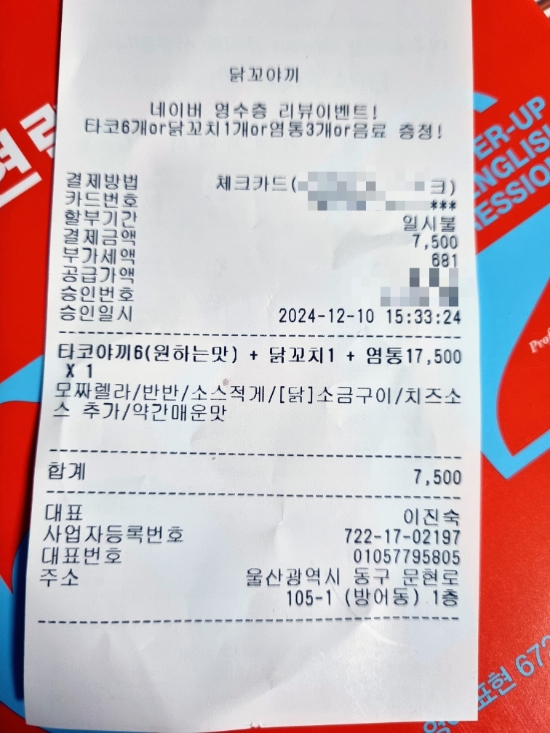 닭꼬야끼
네이버 영수증 리뷰이벤트!
타코6개or닭꼬치1개or염통3개or음료 증정!
결제방법 체크카드( 크)
카드번호 ***
할부기간 일시불
결제금액 7,500
부가세액 681
공급가액
승인번호
승인일시 2024-12-10 15:33:24
타코야끼6(원하는맛) + 닭꼬치1 + 염통17,500
X 1
모짜렐라/반반/소스적게/[닭]소금구이/치즈소
스 추가/약간매운맛
합계 7,500
대표 이진숙
사업자등록번호 722-17-02197
대표번호 01057795805
주소 울산광역시 동구 문현로
105-1 (방어동) 1층
ER-UP
ENGLISH
표현 672